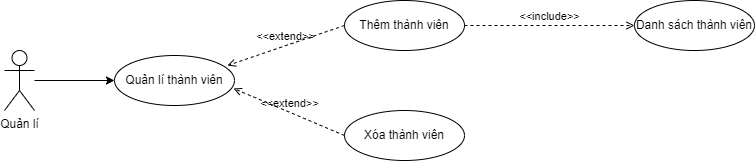 Thêm thành viên
<<include>>
Danh sách thành viên
<<extend>>
Quản lí thành viên
<<extend>>
Quản lí
Xóa thành viên